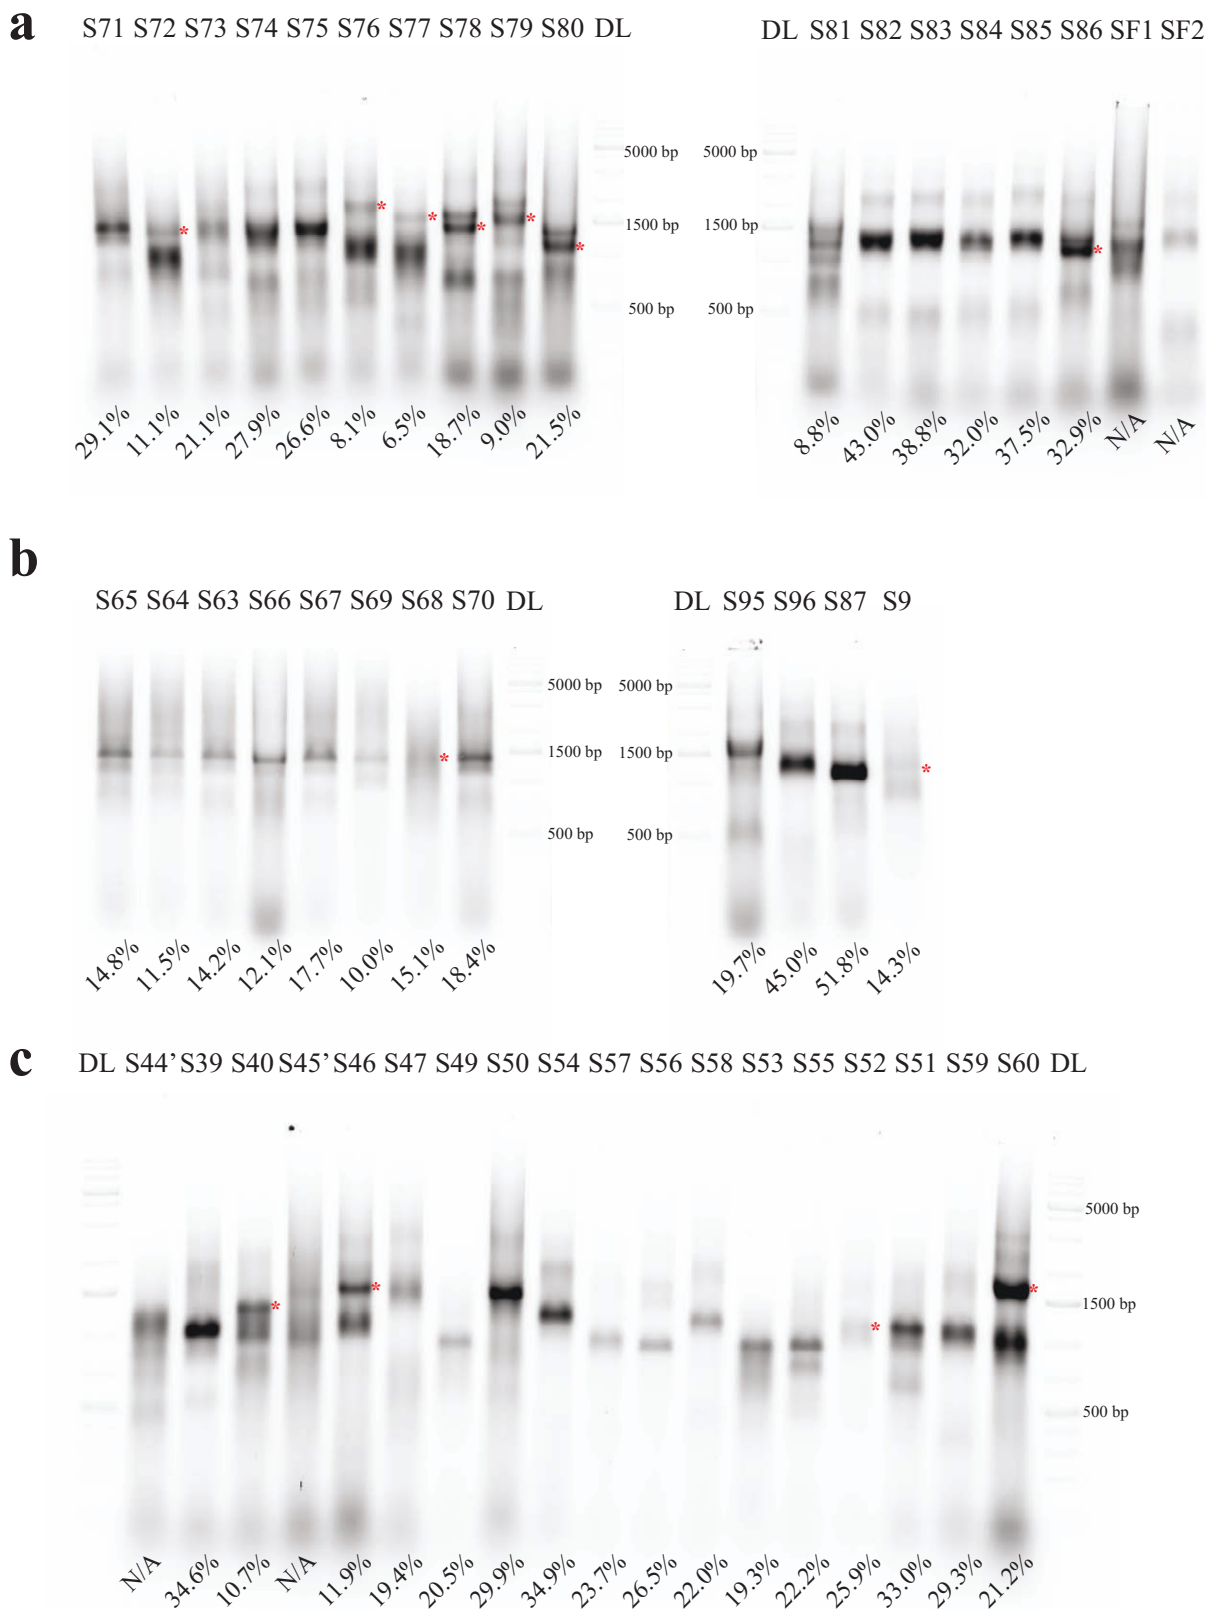 a
S71 S72 S73 S74 S75 S76 S77 S78 S79 S80 DL
DL S81 S82 S83 S84 S85 S86 SF1 SF2
5000 bp
1500 bp
500 bp
5000 bp
1500 bp
500 bp
* * * * * *
*
29.1% 11.1% 21.1% 27.9% 26.6% 8.1% 6.5% 18.7% 9.0% 21.5%
8.8% 43.0% 38.8% 32.0% 37.5% 32.9% N/A N/A
b
S65 S64 S63 S66 S67 S69 S68 S70 DL
DL S95 S96 S87 S9
5000 bp
1500 bp
500 bp
5000 bp
1500 bp
500 bp
*
*
14.8% 11.5% 14.2% 12.1% 17.7% 10.0% 15.1% 18.4%
19.7% 45.0% 51.8% 14.3%
c
DL S44’ S39 S40 S45’ S46 S47 S49 S50 S54 S57 S56 S58 S53 S55 S52 S51 S59 S60 DL
5000 bp
1500 bp
500 bp
* * * *
N/A 34.6% 10.7% N/A 11.9% 19.4% 20.5% 29.9% 34.9% 23.7% 26.5% 22.0% 19.3% 22.2% 25.9% 33.0% 29.3% 21.2%